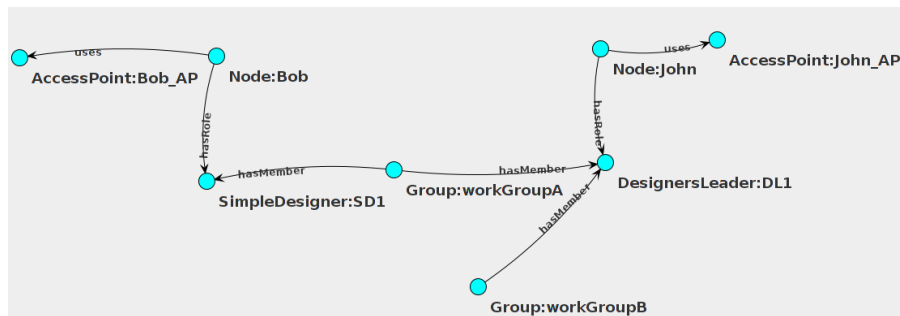 uses
AccessPoint:Bob_AP
Node:Bob
uses
Node:John
AccessPoint:John_AP
hasRole
hasRole
hasMember
hasMember
SimpleDesigner:SD1
Group:workGroupA
DesignersLeader:DL1
hasMember
Group:workGroupB